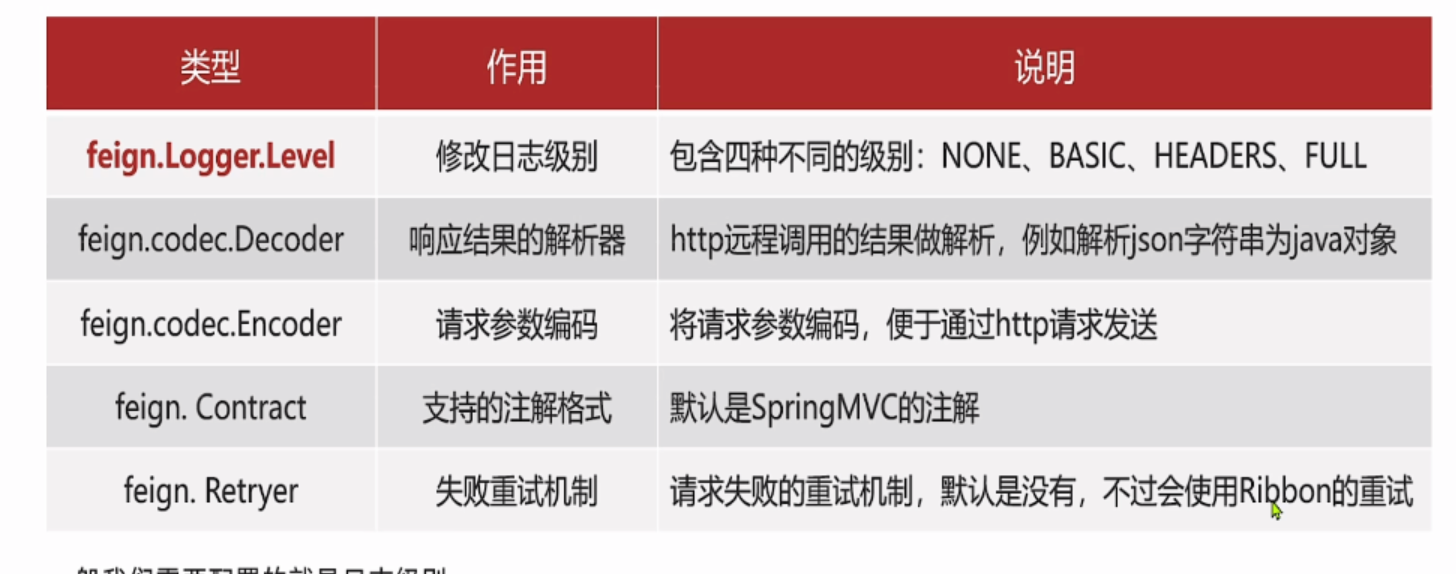 类型 作用 说明
feign.Logger.Level 修改日志级别 包含四种不同的级别：NONE、BASIC、HEADERS、FULL
feign.codec.Decoder 响应结果的解析器 http远程调用的结果做解析，例如解析json字符串为java对象
feign.codec.Encoder 请求参数编码 将请求参数编码，便于通过http请求发送
feign. Contract 支持的注解格式 默认是SpringMVC的注解
feign. Retryer 失败重试机制 请求失败的重试机制，默认是没有，不过会使用Ribbon的重试